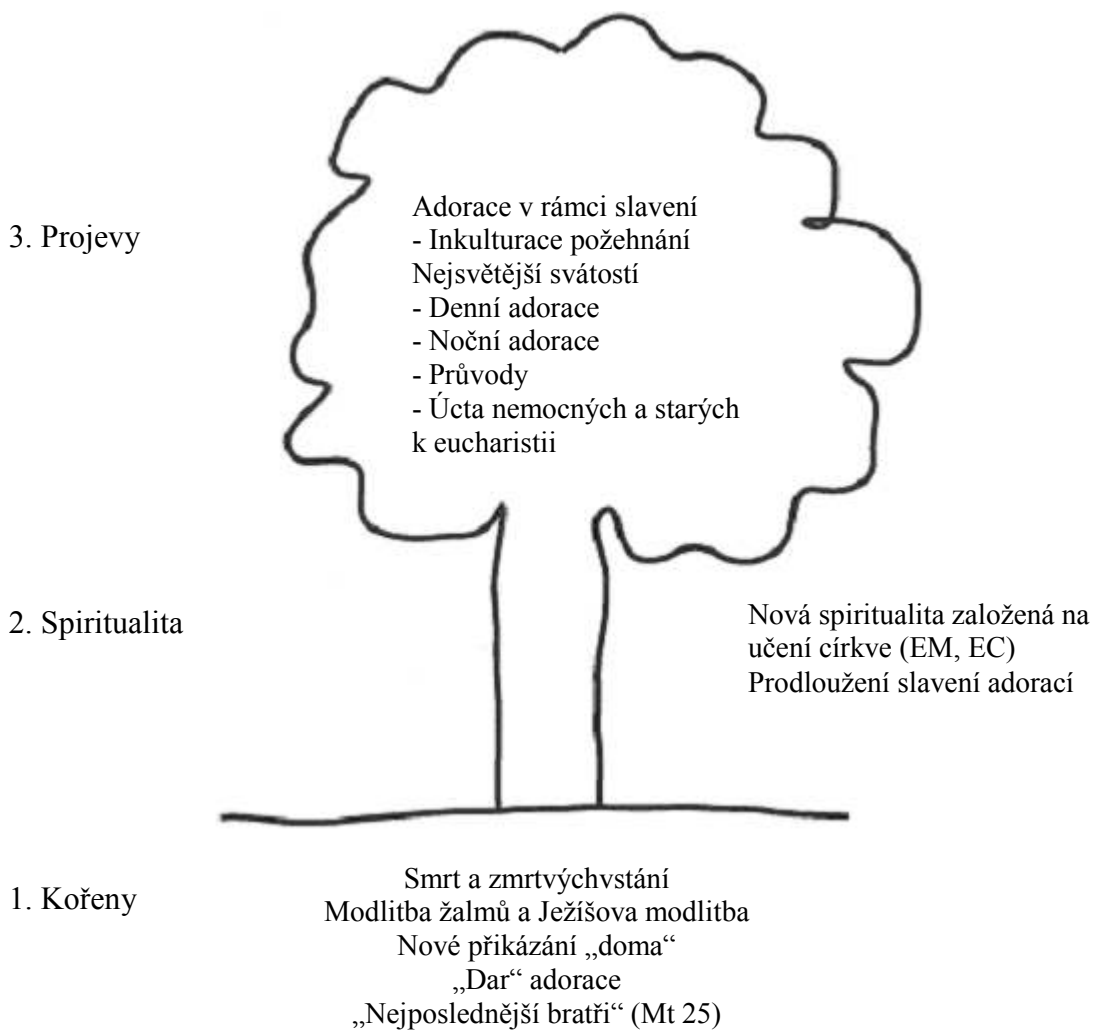 3. Projevy
Adorace v rámci slavení
- Inkulturace požehnání
Nejsvětější svátostí
- Denní adorace
- Noční adorace
- Průvody
- Úcta nemocných a starých
k eucharistii
2. Spiritualita
Nová spiritualita založená na
učení církve (EM, EC)
Prodloužení slavení adorací
1. Kořeny
Smrt a zmrtvýchvstání
Modlitba žalmů a Ježíšova modlitba
Nové přikázání „doma“
„Dar“ adorace
„Nejposlednější bratři“ (Mt 25)